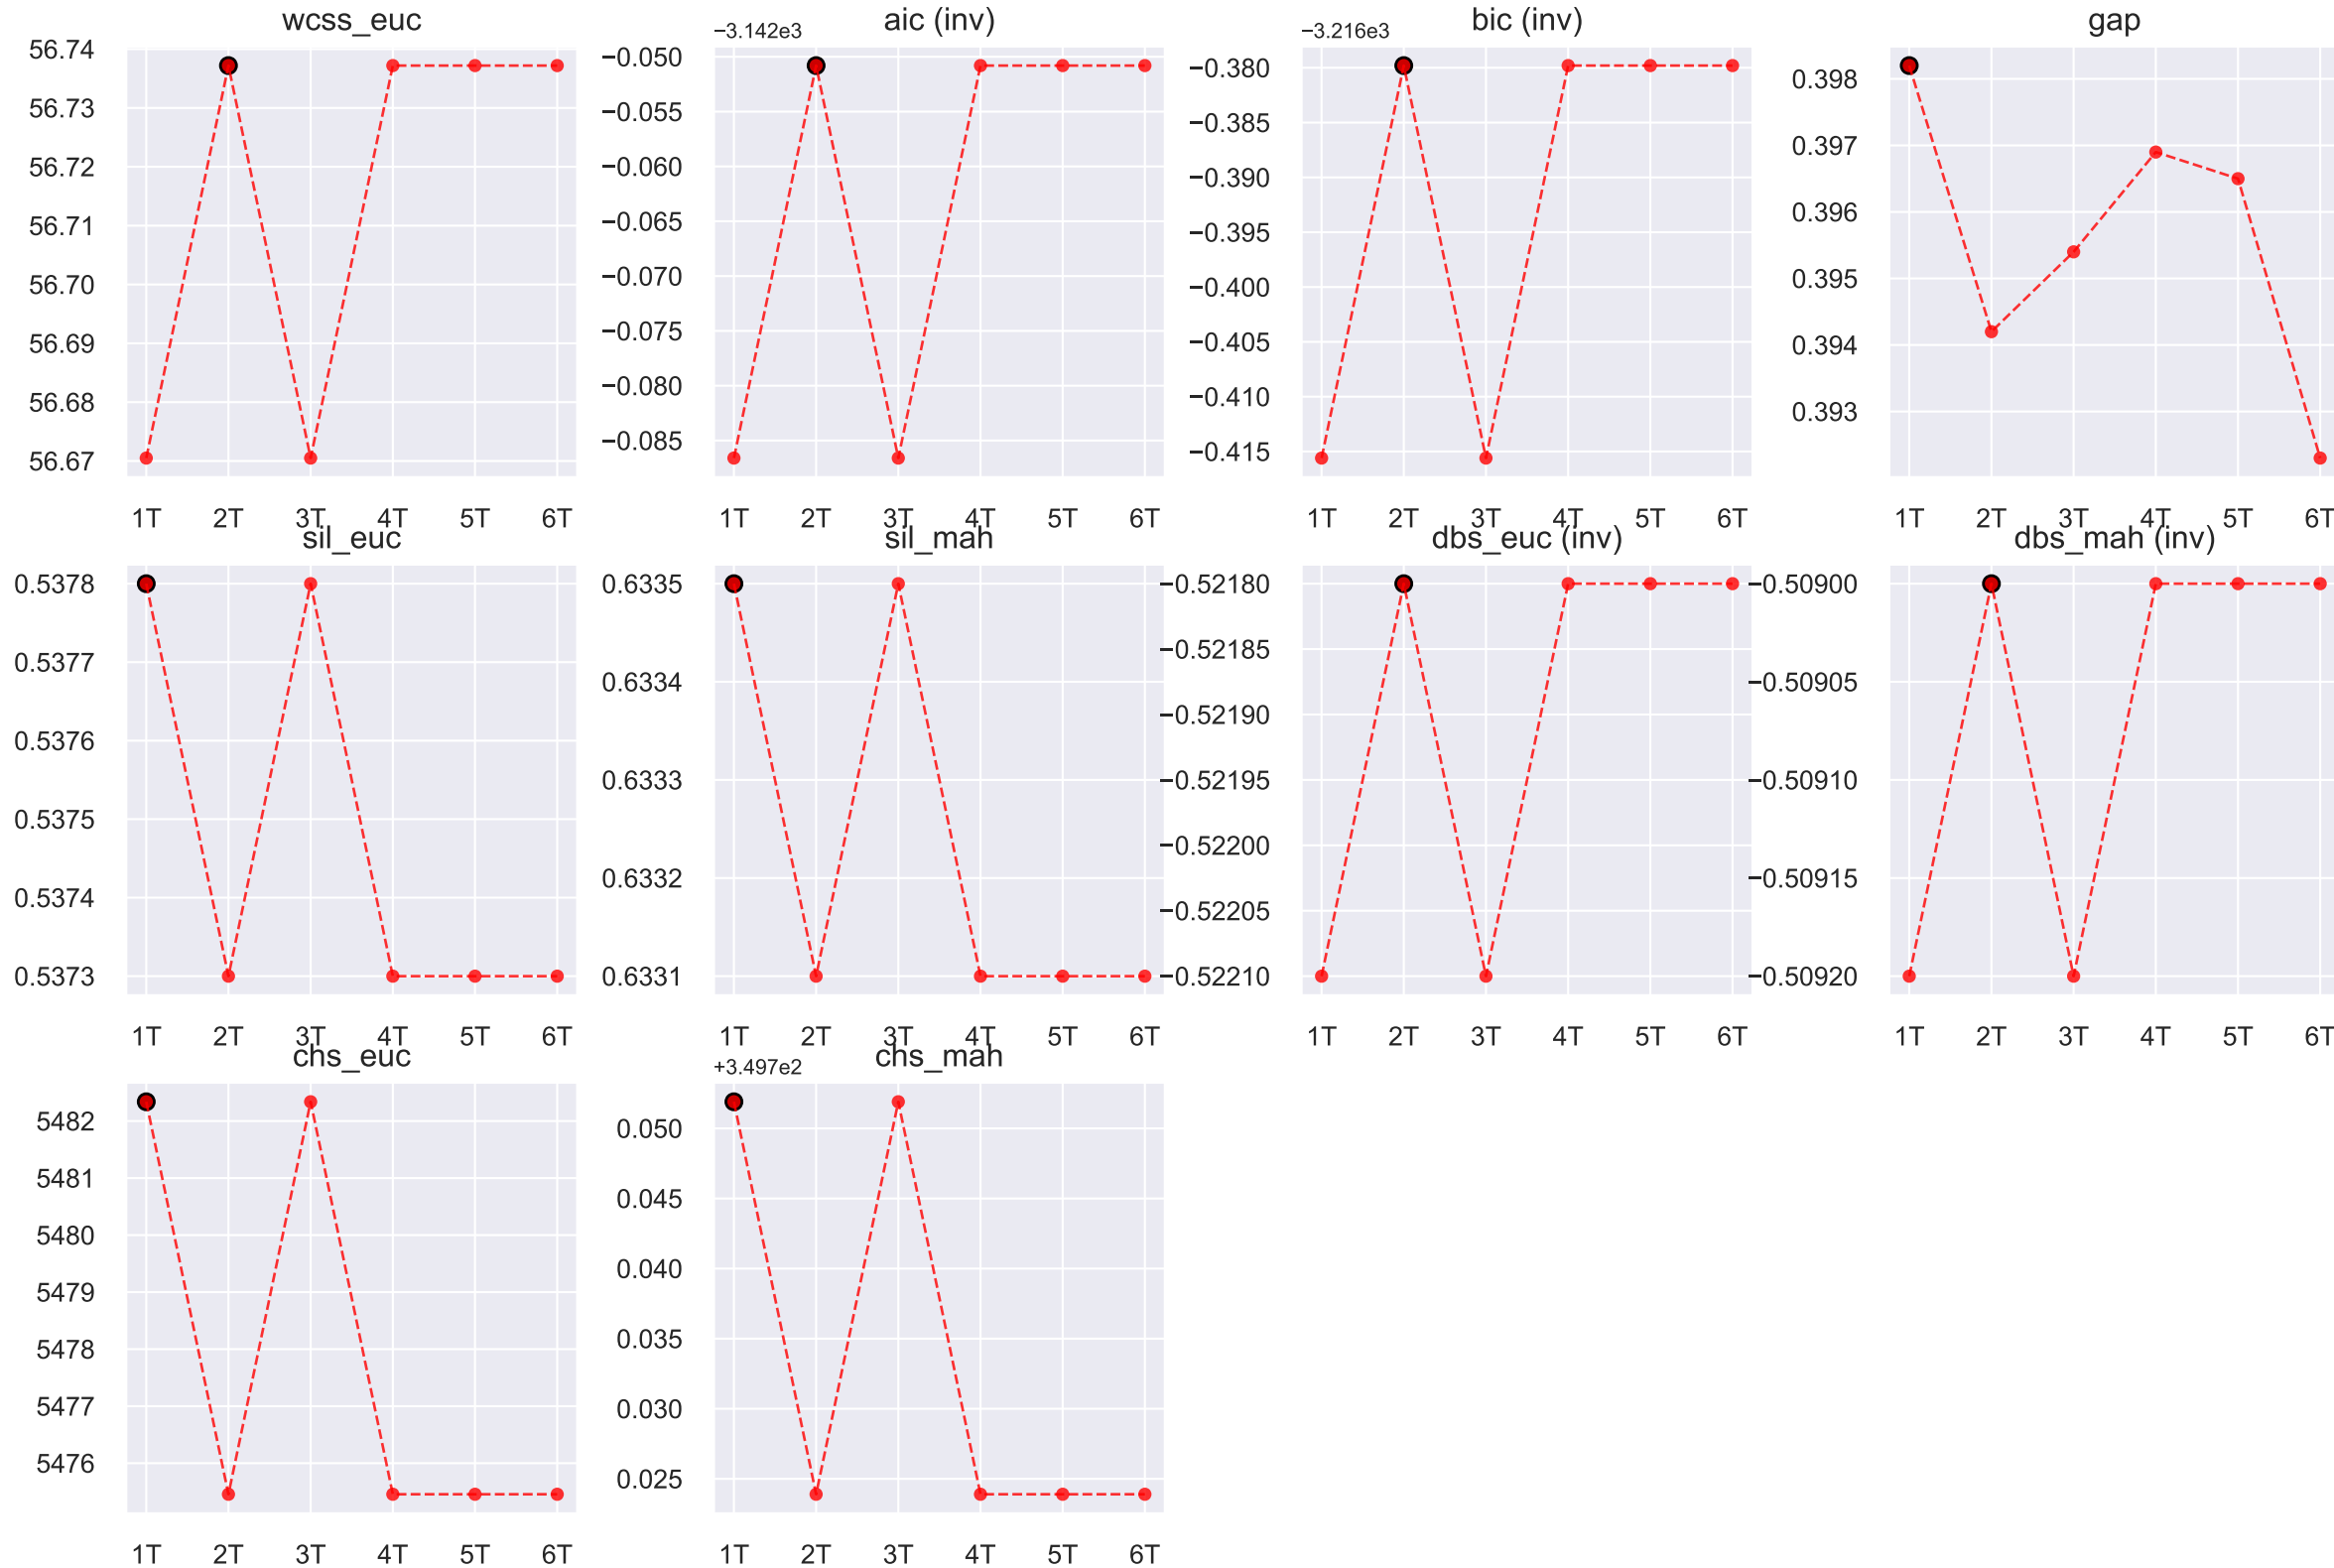 wcss_euc
56.74
56.73
56.72
56.71
56.70
56.69
56.68
56.67
1T 2T 3T 4T 5T 6T
aic (inv)
−3.142e3
−0.050
−0.055
−0.060
−0.065
−0.070
−0.075
−0.080
−0.085
1T 2T 3T 4T 5T 6T
bic (inv)
−3.216e3
−0.380
−0.385
−0.390
−0.395
−0.400
−0.405
−0.410
−0.415
1T 2T 3T 4T 5T 6T
gap
0.398
0.397
0.396
0.395
0.394
0.393
1T 2T 3T 4T 5T 6T
sil_euc
0.5378
0.5377
0.5376
0.5375
0.5374
0.5373
1T 2T 3T 4T 5T 6T
sil_mah
0.6335
0.6334
0.6333
0.6332
0.6331
1T 2T 3T 4T 5T 6T
dbs_euc (inv)
−0.52180
−0.52185
−0.52190
−0.52195
−0.52200
−0.52205
−0.52210
1T 2T 3T 4T 5T 6T
dbs_mah (inv)
−0.50900
−0.50905
−0.50910
−0.50915
−0.50920
1T 2T 3T 4T 5T 6T
chs_euc
5482
5481
5480
5479
5478
5477
5476
1T 2T 3T 4T 5T 6T
chs_mah
+3.497e2
0.050
0.045
0.040
0.035
0.030
0.025
1T 2T 3T 4T 5T 6T